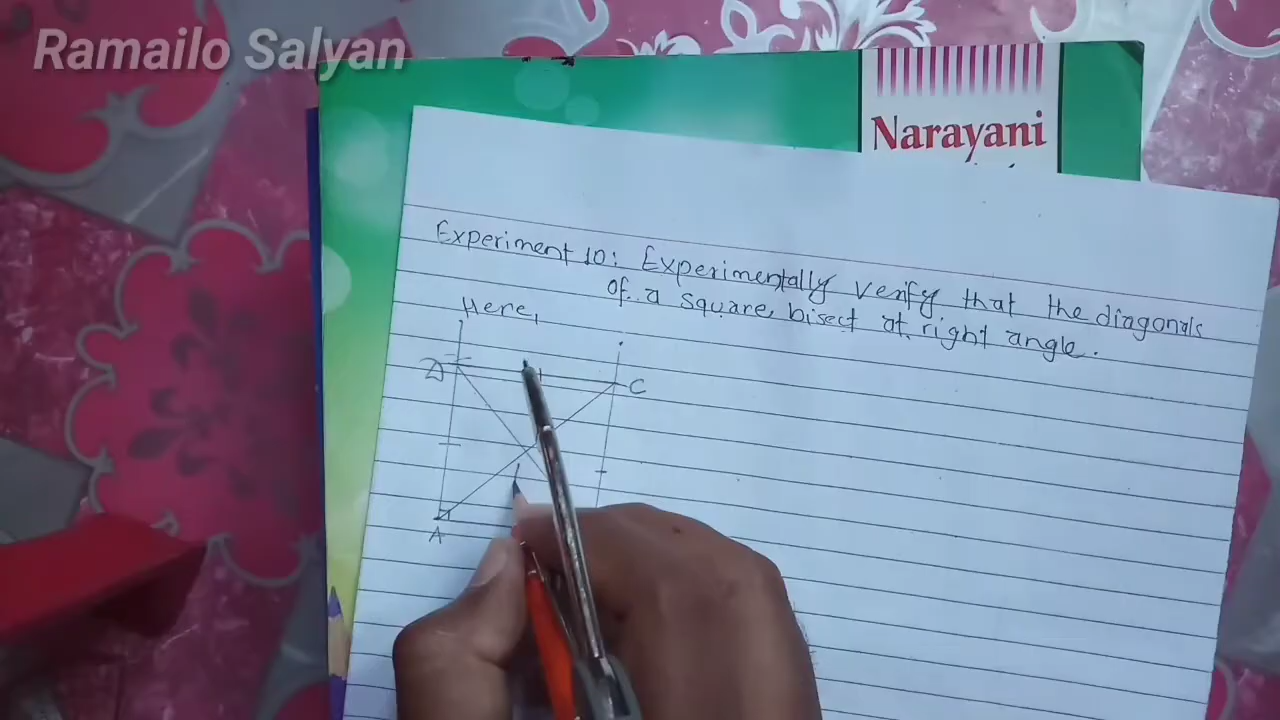 Ramailo Salyan
Narayani
Experiment 10: Experimentally verify that the diagonals
of a square, bisect at right angle.
Here,
D
C
A